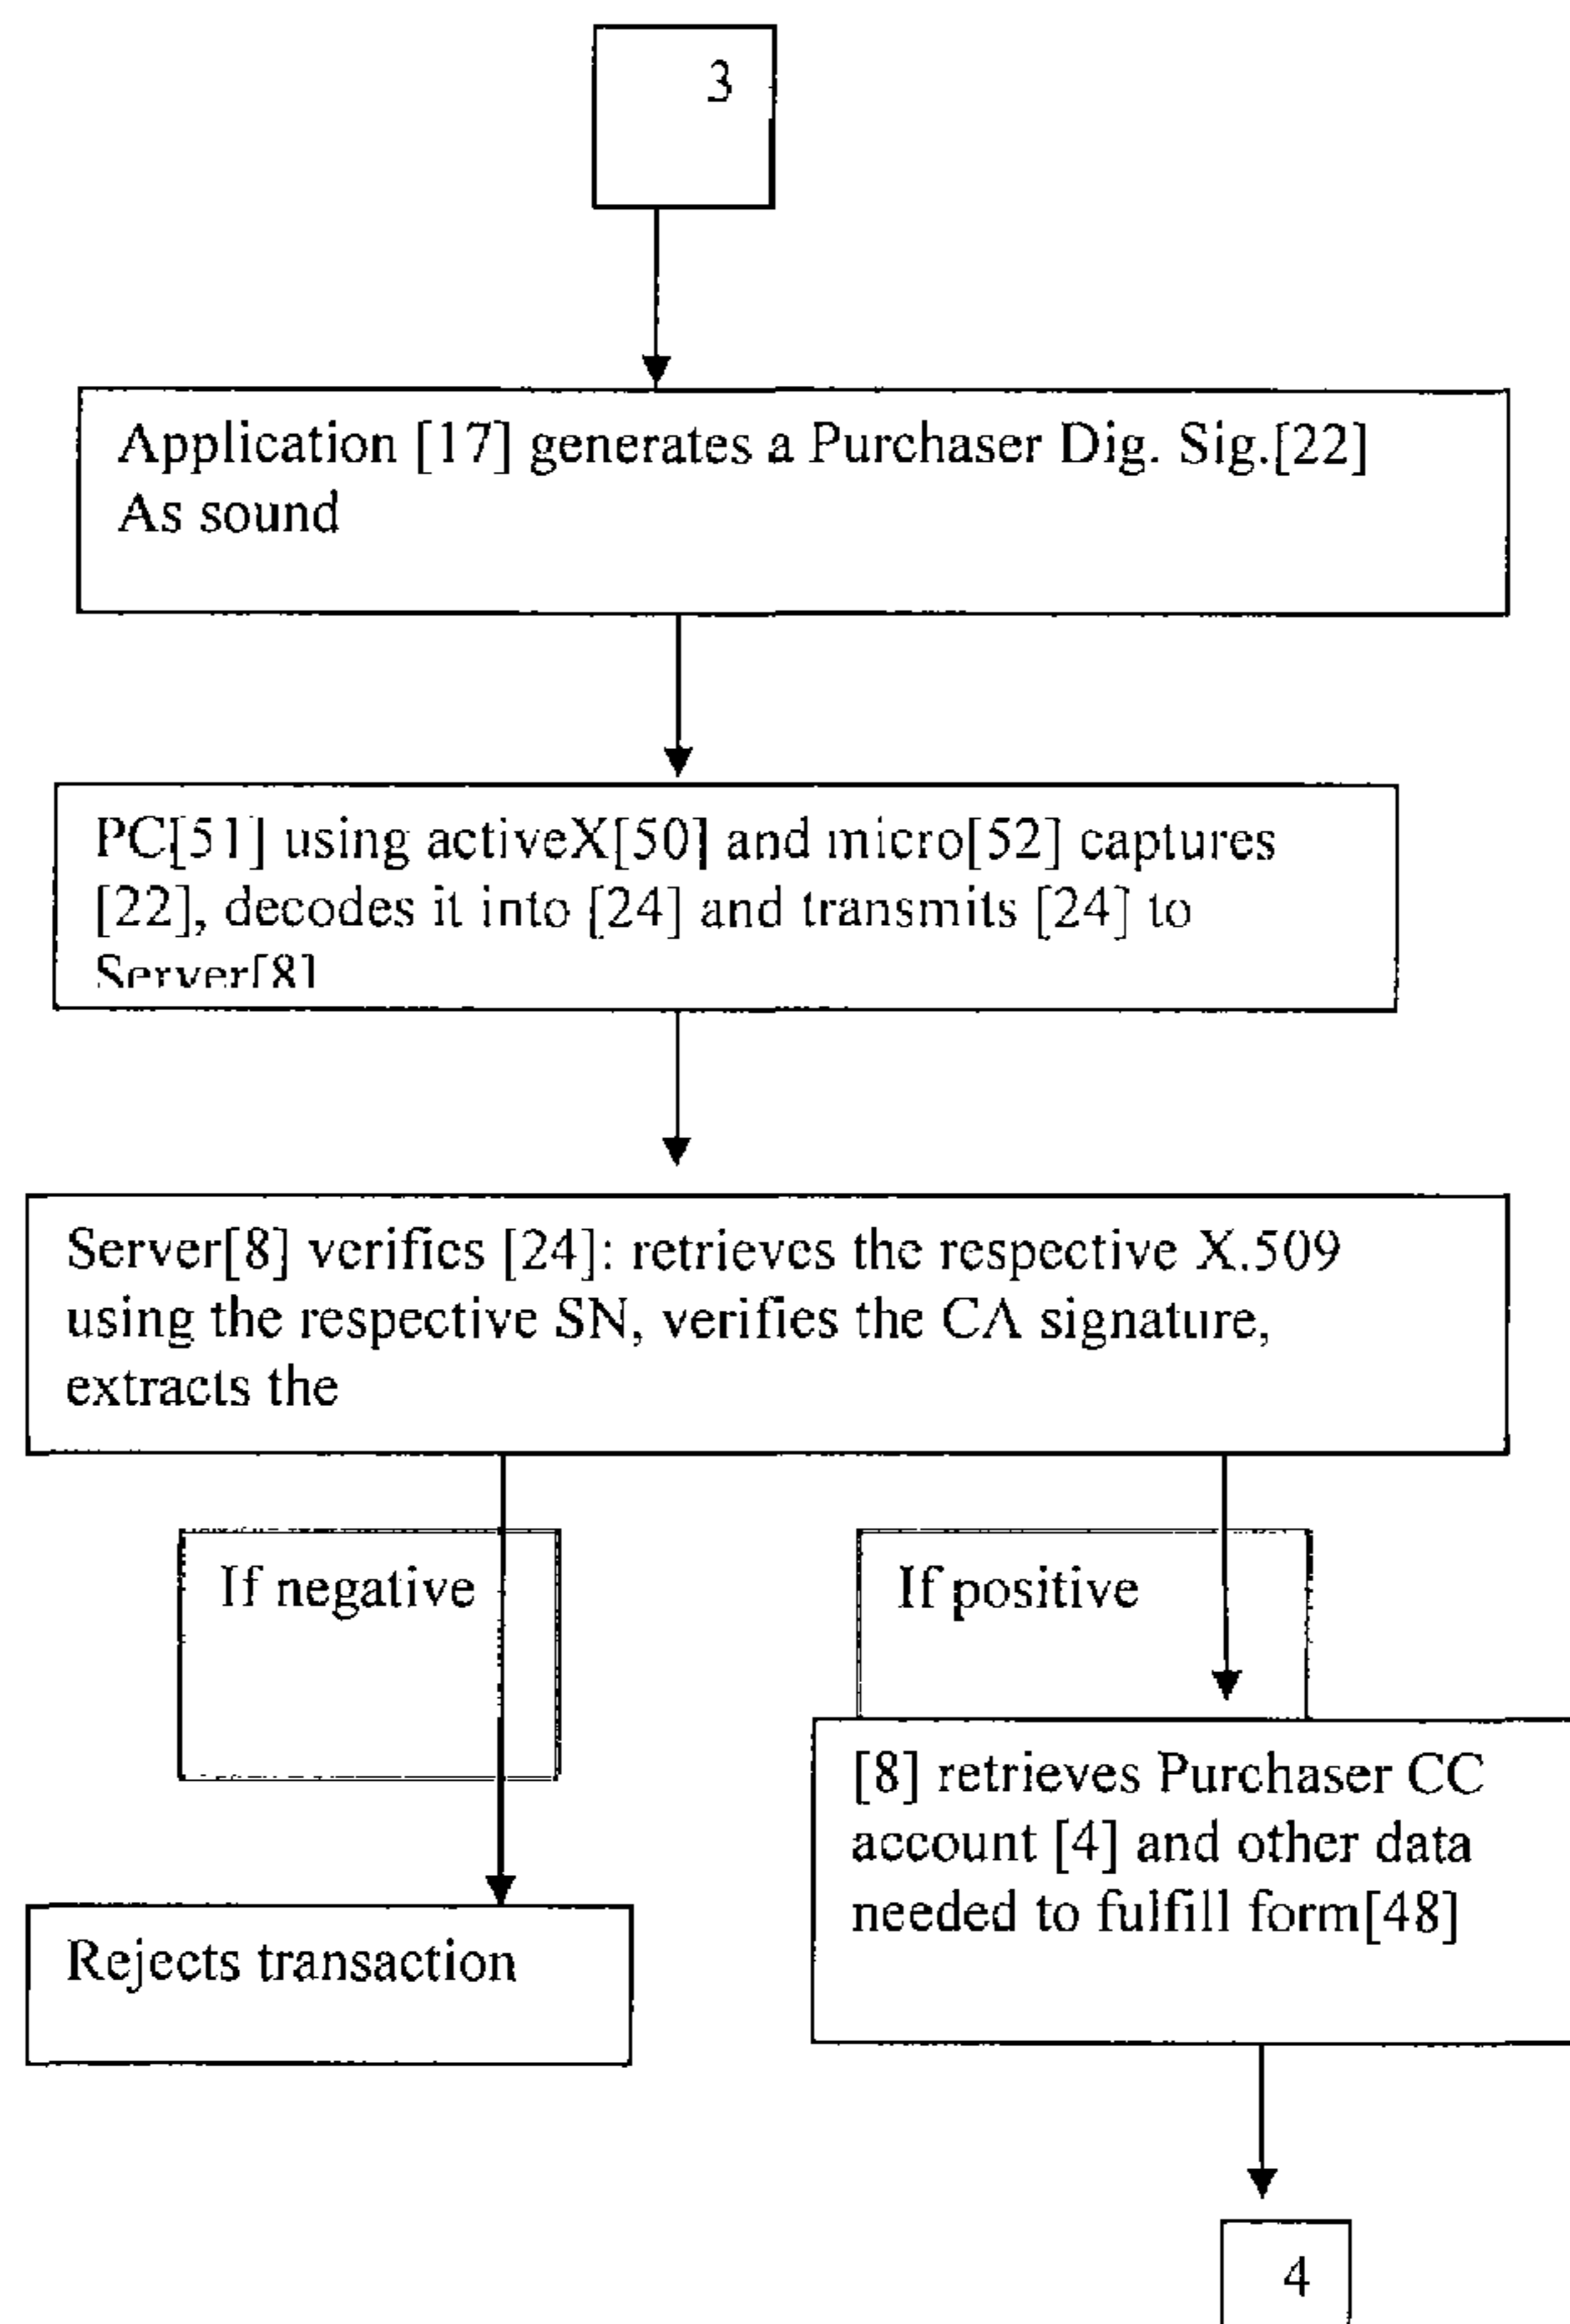 3
Application [17] generates a Purchaser Dig. Sig.[22]
As sound
PC[51] using activeX[50] and micro[52] captures
[22], decodes it into [24] and transmits [24] to
Server[8]
Server[8] verifies [24]: retrieves the respective X.509
using the respective SN, verifies the CA signature,
extracts the
If negative
If positive
[8] retrieves Purchaser CC
account [4] and other data
needed to fulfill form[48]
Rejects transaction
4